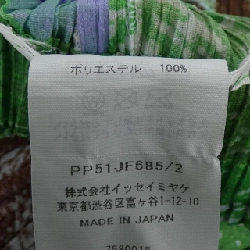 ポリエステル 100%
PP51JF685/2
株式会社イッセイミヤケ
東京都渋谷区富ヶ谷1-12-10
MADE IN JAPAN